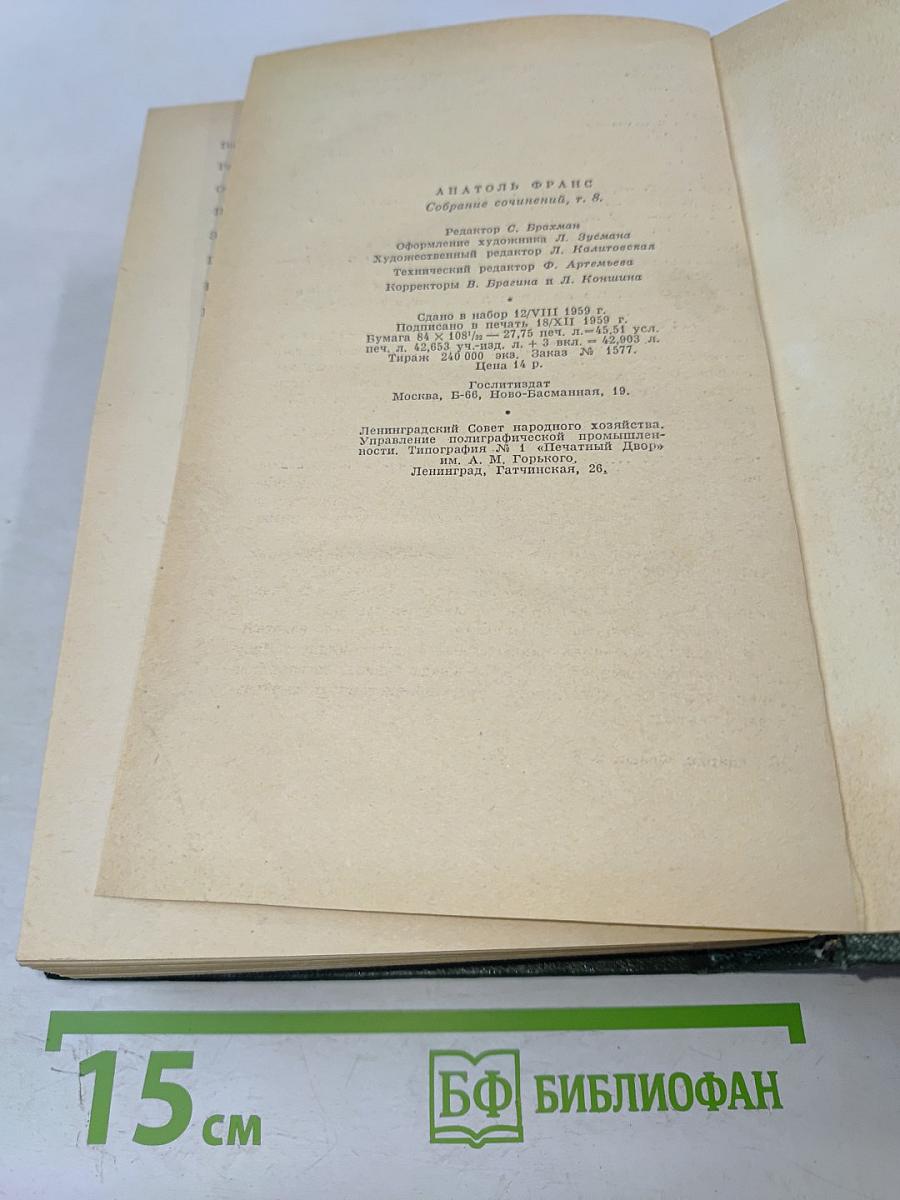 АНАТОЛЬ ФРАНС
Собрание сочинений, т. 8.
Редактор С. Брахман
Оформление художника Л. Зусмана
Художественный редактор Л. Калитовская
Технический редактор Ф. Артемьева
Корректоры В. Брагина и Л. Коншина
*
Сдано в набор 12/VIII 1959 г.
Подписано в печать 18/XII 1959 г.
Бумага 84 × 108¹/₃₂ — 27,75 печ. л. = 45,51 усл.
печ. л. 42,653 уч.-изд. л. + 3 вкл. = 42,903 л.
Тираж 240 000 экз. Заказ № 1577.
Цена 14 р.
Гослитиздат
Москва, Б-66, Ново-Басманная, 19.
•
Ленинградский Совет народного хозяйства.
Управление полиграфической промышлен-
ности. Типография № 1 «Печатный Двор»
им. А. М. Горького.
Ленинград, Гатчинская, 26.
15 см
БФ БИБЛИОФАН